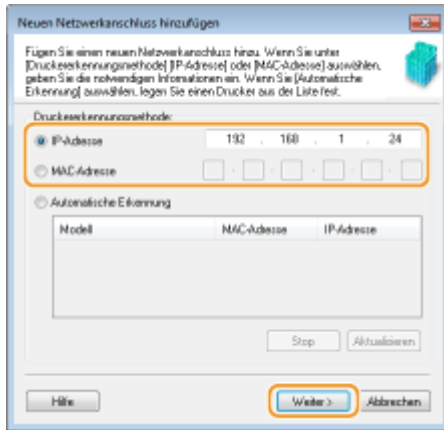 Neuen Netzwerkanschluss hinzufügen
Fügen Sie einen neuen Netzwerkanschluss hinzu. Wenn Sie unter
[Druckererkennungsmethode] [IP-Adresse] oder [MAC-Adresse] auswählen,
geben Sie die notwendigen Informationen ein. Wenn Sie [Automatische
Erkennung] auswählen, legen Sie einen Drucker aus der Liste fest.
Druckererkennungsmethode:
IP-Adresse 192 . 168 . 1 . 24
MAC-Adresse - - - - -
Automatische Erkennung
Modell MAC-Adresse IP-Adresse
Stop Aktualisieren
Hilfe Weiter > Abbrechen